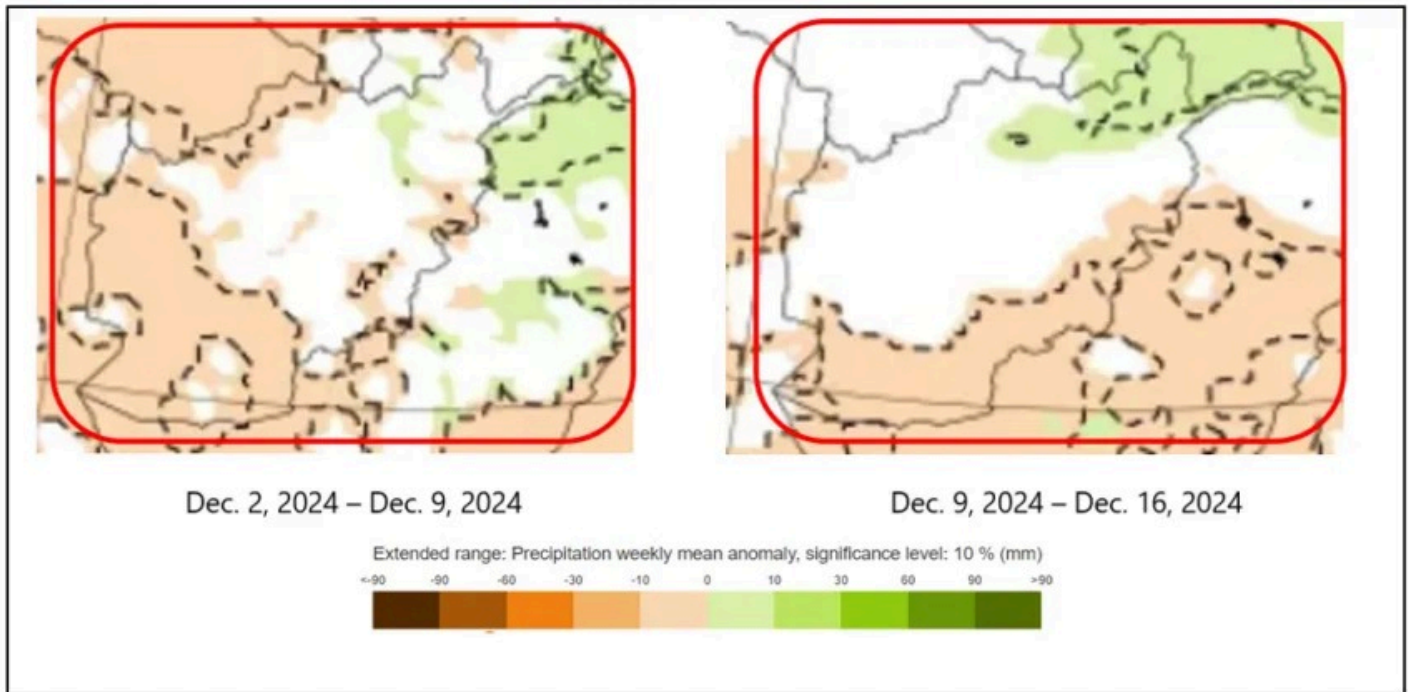 Dec. 2, 2024 – Dec. 9, 2024
Dec. 9, 2024 – Dec. 16, 2024
Extended range: Precipitation weekly mean anomaly, significance level: 10 % (mm)
<-90 -90 -60 -30 -10 0 10 30 60 90 >90